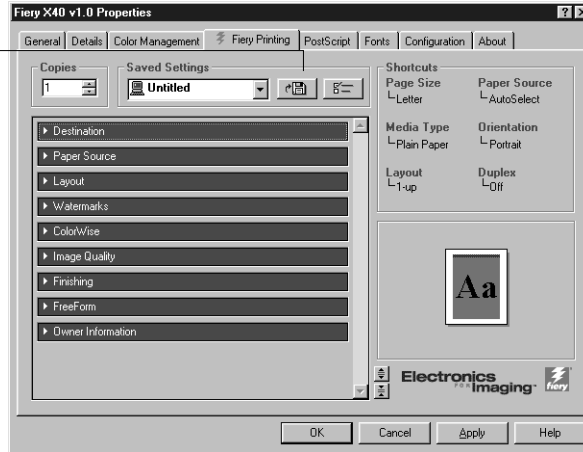 Fiery X40 v1.0 Properties
General Details Color Management Fiery Printing PostScript Fonts Configuration About
Copies
1
Saved Settings
Untitled
Shortcuts
Page Size Paper Source
Letter AutoSelect
Media Type Orientation
Plain Paper Portrait
Layout Duplex
1-up Off
Destination
Paper Source
Layout
Watermarks
ColorWise
Image Quality
Finishing
FreeForm
Owner Information
Aa
Electronics
FOR Imaging
fiery
OK Cancel Apply Help